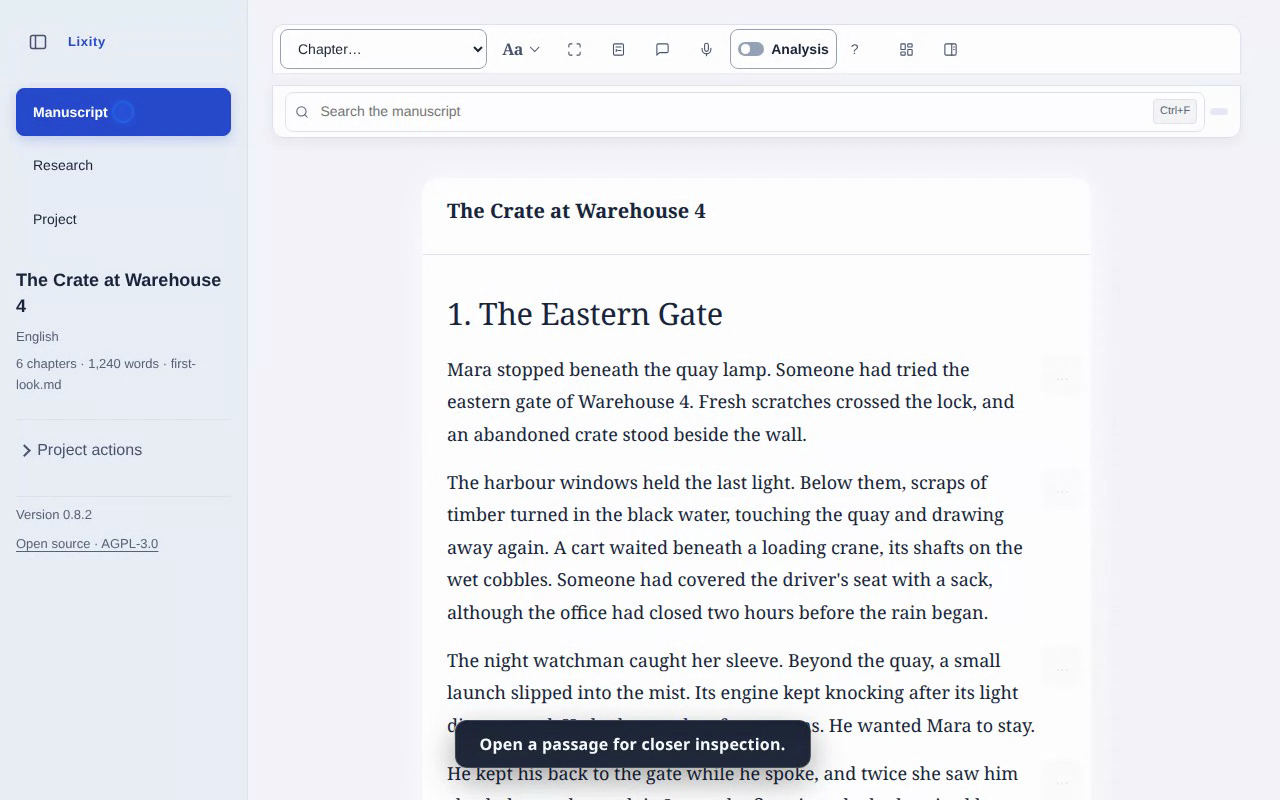 Lixity
Manuscript
Research
Project
The Crate at Warehouse
4
English
6 chapters · 1,240 words · first-
look.md
Project actions
Version 0.8.2
Open source · AGPL-3.0
Chapter…
Aa
Analysis
?
Search the manuscript
Ctrl+F
The Crate at Warehouse 4
1. The Eastern Gate
Mara stopped beneath the quay lamp. Someone had tried the
eastern gate of Warehouse 4. Fresh scratches crossed the lock, and
an abandoned crate stood beside the wall.
...
The harbour windows held the last light. Below them, scraps of
timber turned in the black water, touching the quay and drawing
away again. A cart waited beneath a loading crane, its shafts on the
wet cobbles. Someone had covered the driver's seat with a sack,
although the office had closed two hours before the rain began.
...
The night watchman caught her sleeve. Beyond the quay, a small
launch slipped into the mist. Its engine kept knocking after its light
He wanted Mara to stay.
...
Open a passage for closer inspection.
He kept his back to the gate while he spoke, and twice she saw him
...